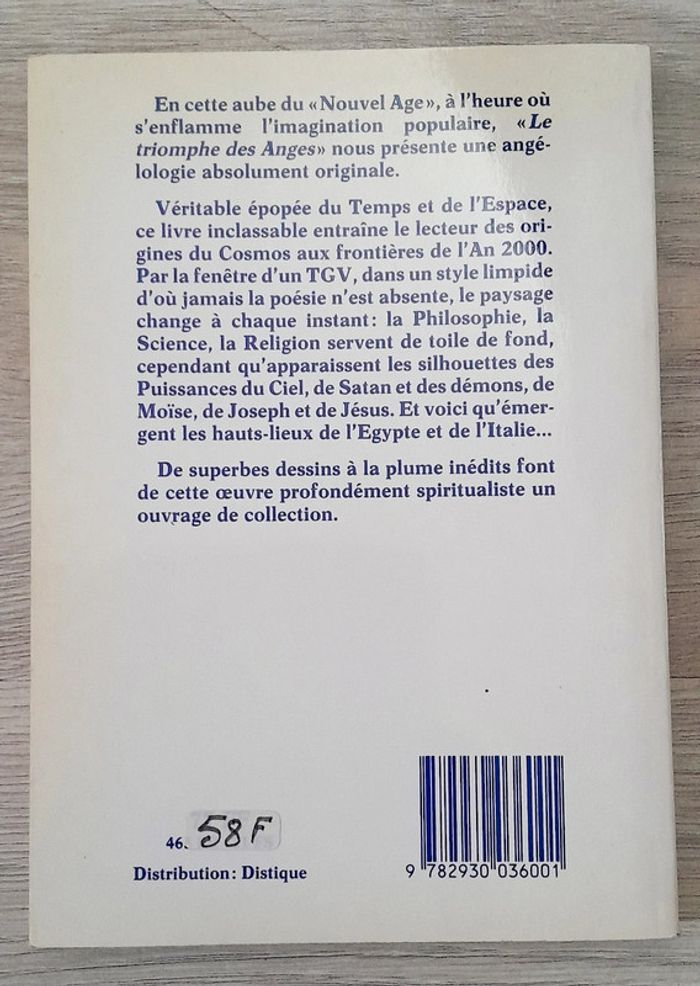 En cette aube du «Nouvel Age», à l'heure où
s'enflamme l'imagination populaire, «Le
triomphe des Anges» nous présente une angé-
lologie absolument originale.
Véritable épopée du Temps et de l'Espace,
ce livre inclassable entraîne le lecteur des ori-
gines du Cosmos aux frontières de l'An 2000.
Par la fenêtre d'un TGV, dans un style limpide
d'où jamais la poésie n'est absente, le paysage
change à chaque instant: la Philosophie, la
Science, la Religion servent de toile de fond,
cependant qu'apparaissent les silhouettes des
Puissances du Ciel, de Satan et des démons, de
Moïse, de Joseph et de Jésus. Et voici qu'émer-
gent les hauts-lieux de l'Egypte et de l'Italie...
De superbes dessins à la plume inédits font
de cette œuvre profondément spiritualiste un
ouvrage de collection.
46. 58 F
Distribution: Distique
9 782930 036001